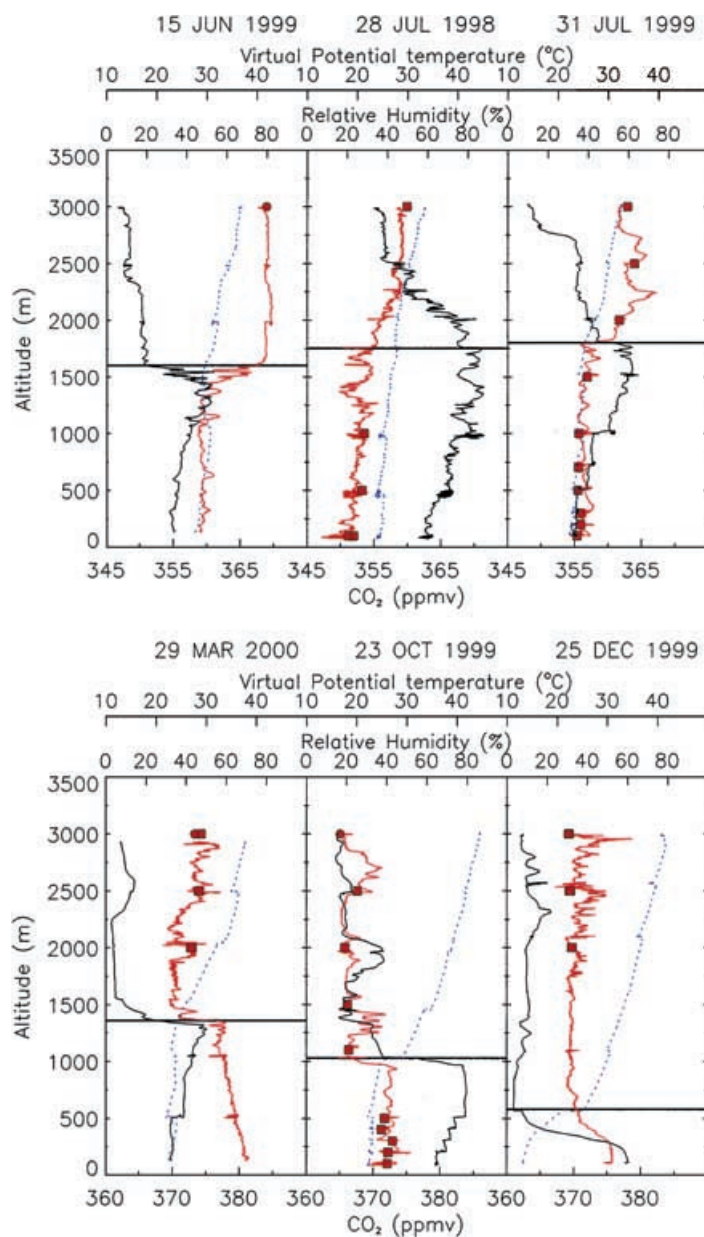 15 JUN 1999 28 JUL 1998 31 JUL 1999
Virtual Potential temperature (°C)
10 20 30 40 10 20 30 40 10 20 30 40
Relative Humidity (%)
0 20 40 60 80 0 20 40 60 80 0 20 40 60 80
3500
3000
2500
2000
1500
1000
500
0
Altitude (m)
345 355 365 345 355 365 345 355 365
CO₂ (ppmv)
29 MAR 2000 23 OCT 1999 25 DEC 1999
Virtual Potential temperature (°C)
10 20 30 40 10 20 30 40 10 20 30 40
Relative Humidity (%)
0 20 40 60 80 0 20 40 60 80 0 20 40 60 80
3500
3000
2500
2000
1500
1000
500
0
Altitude (m)
360 370 380 360 370 380 360 370 380
CO₂ (ppmv)